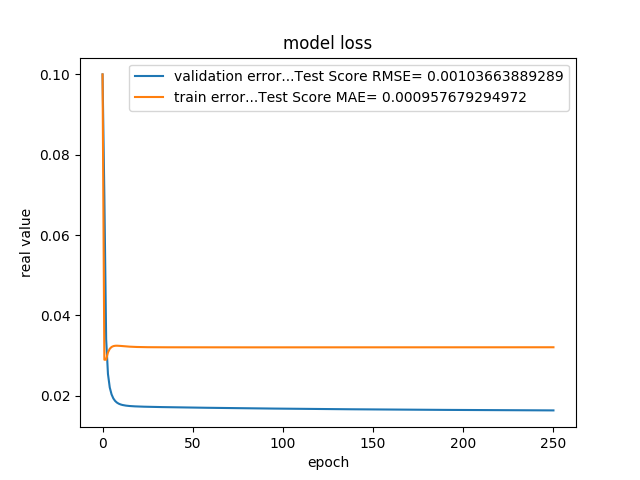 model loss
validation error...Test Score RMSE= 0.00103663889289
train error...Test Score MAE= 0.000957679294972
0.10
0.08
0.06
0.04
0.02
real value
0
50
100
150
200
250
epoch